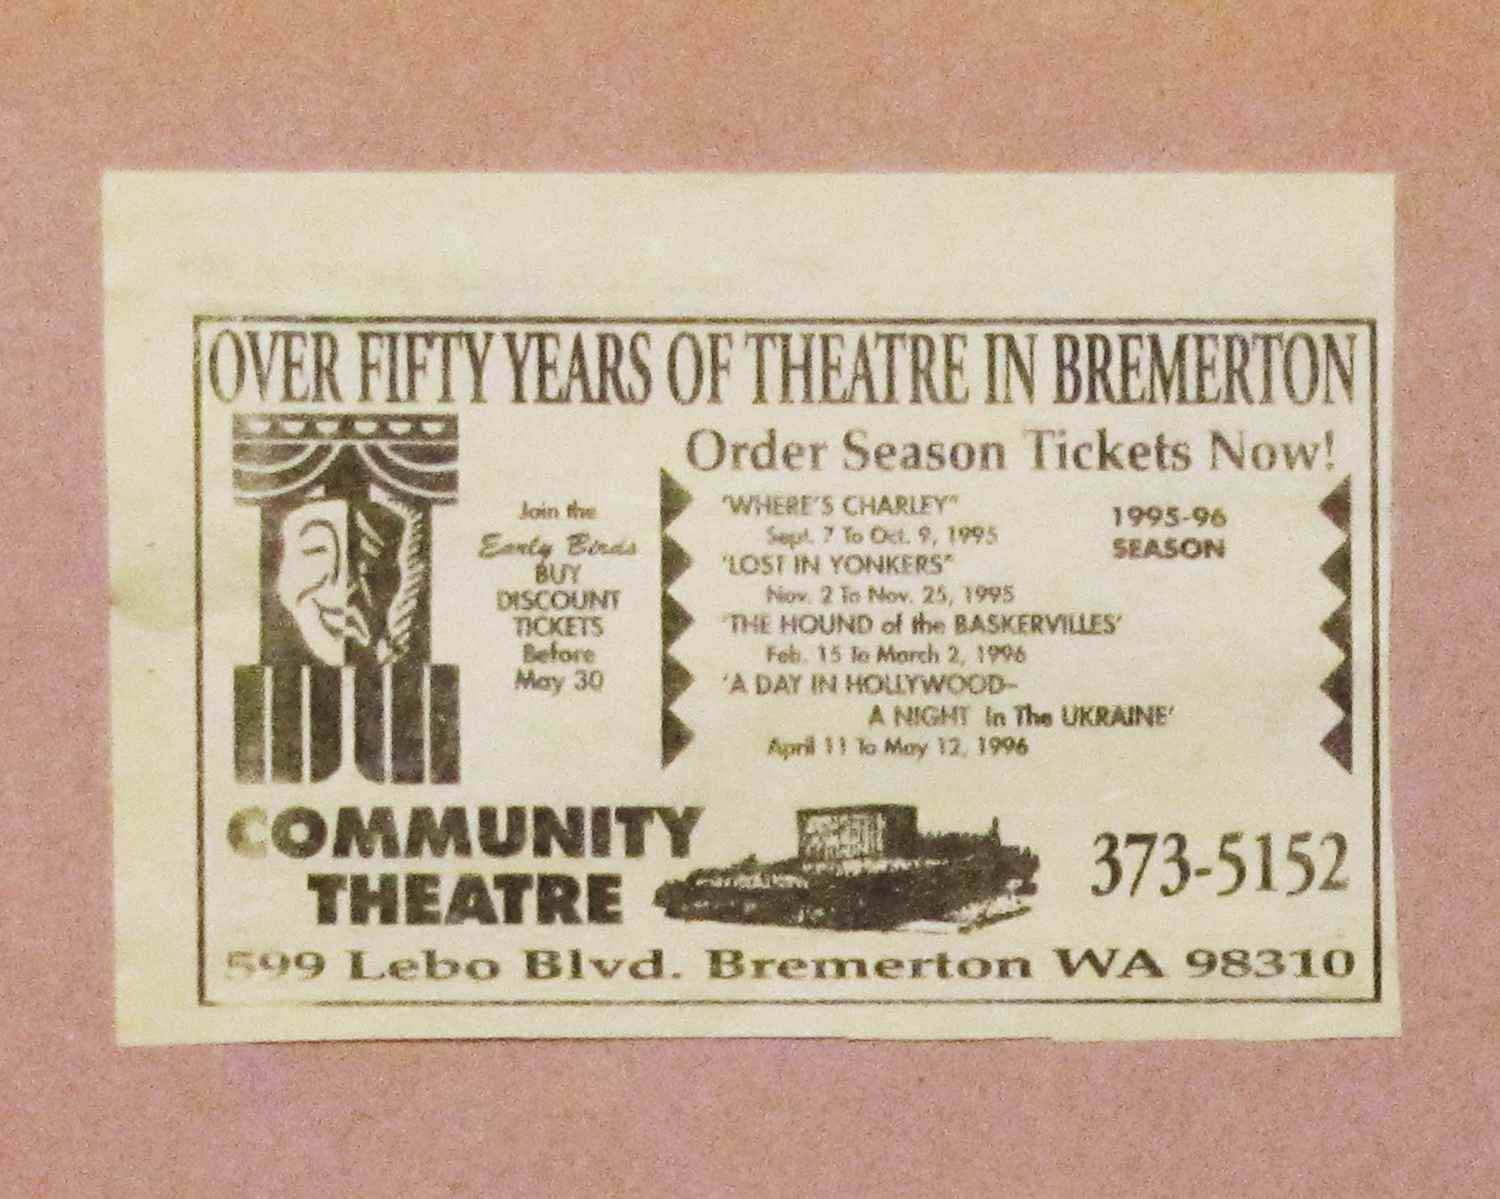 OVER FIFTY YEARS OF THEATRE IN BREMERTON
Order Season Tickets Now!
Join the
Early Birds
BUY
DISCOUNT
TICKETS
Before
May 30
"WHERE'S CHARLEY"
Sept. 7 To Oct. 9, 1995
"LOST IN YONKERS"
Nov. 2 To Nov. 25, 1995
'THE HOUND of the BASKERVILLES'
Feb. 15 to March 2, 1996
'A DAY IN HOLLYWOOD-
A NIGHT In The UKRAINE'
April 11 To May 12, 1996
1995-96
SEASON
COMMUNITY
THEATRE
373-5152
599 Lebo Blvd. Bremerton WA 98310